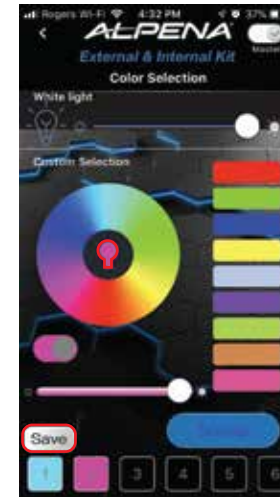 Rogers Wi-Fi 4:32 PM 37%
ALPENA
Master
External & Internal Kit
Color Selection
White light
Custom Selection
Save
1 3 4 5 6